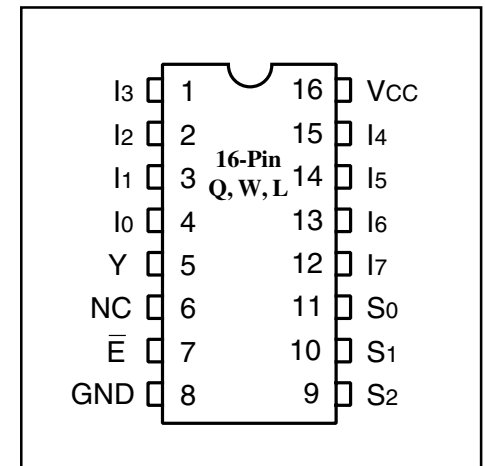 I3 1 16 VCC
I2 2 15 I4
16-Pin
I1 3 14 I5
Q, W, L
I0 4 13 I6
Y 5 12 I7
NC 6 11 S0
E̅ 7 10 S1
GND 8 9 S2